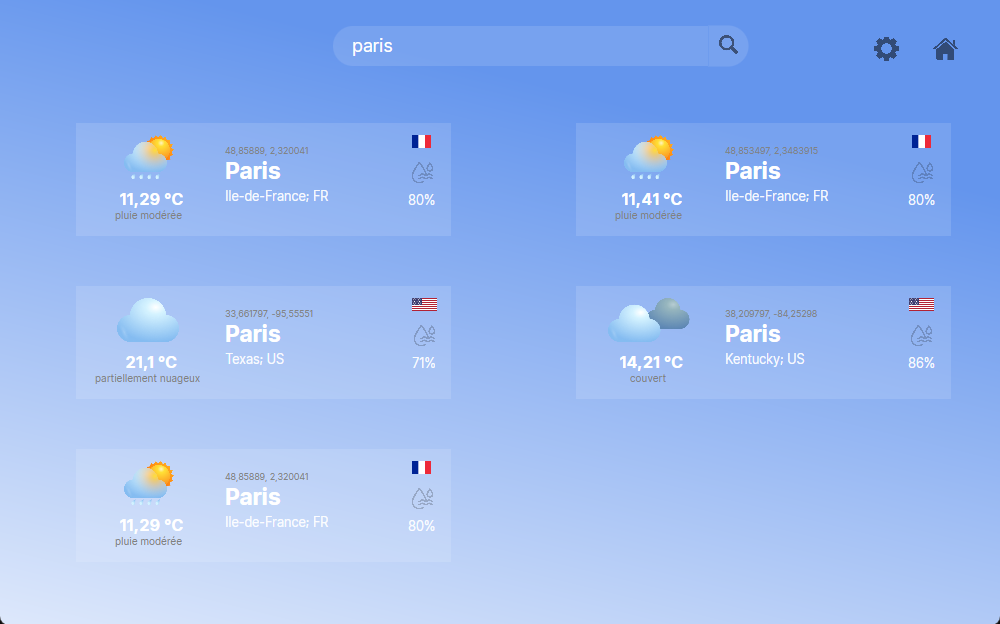 paris
48,85889, 2,320041
Paris
Ile-de-France; FR
11,29 °C
pluie modérée
80%
48,853497, 2,3483915
Paris
Ile-de-France; FR
11,41 °C
pluie modérée
80%
33,661797, -95,55551
Paris
Texas; US
21,1 °C
partiellement nuageux
71%
38,209797, -84,25298
Paris
Kentucky; US
14,21 °C
couvert
86%
48,85889, 2,320041
Paris
Ile-de-France; FR
11,29 °C
pluie modérée
80%